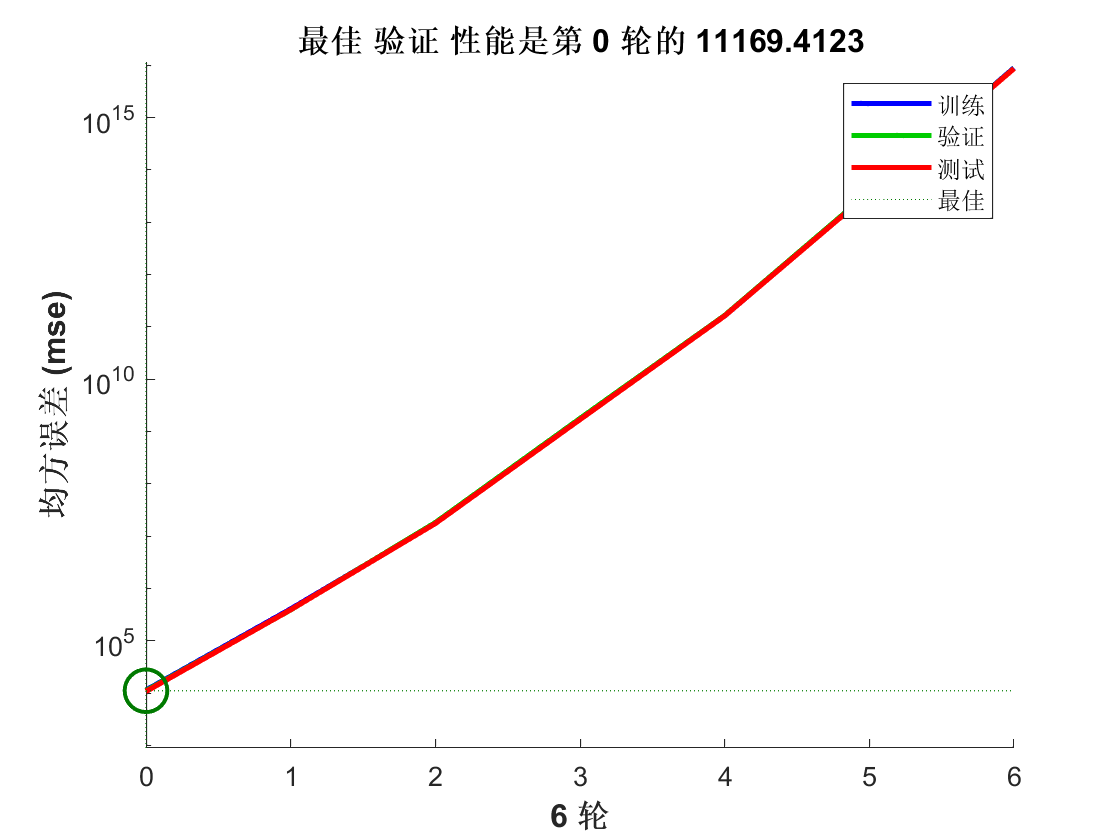 最佳 验证 性能是第 0 轮的 11169.4123
10^15
10^10
10^5
均方误差 (mse)
训练
验证
测试
最佳
0 1 2 3 4 5 6
6 轮